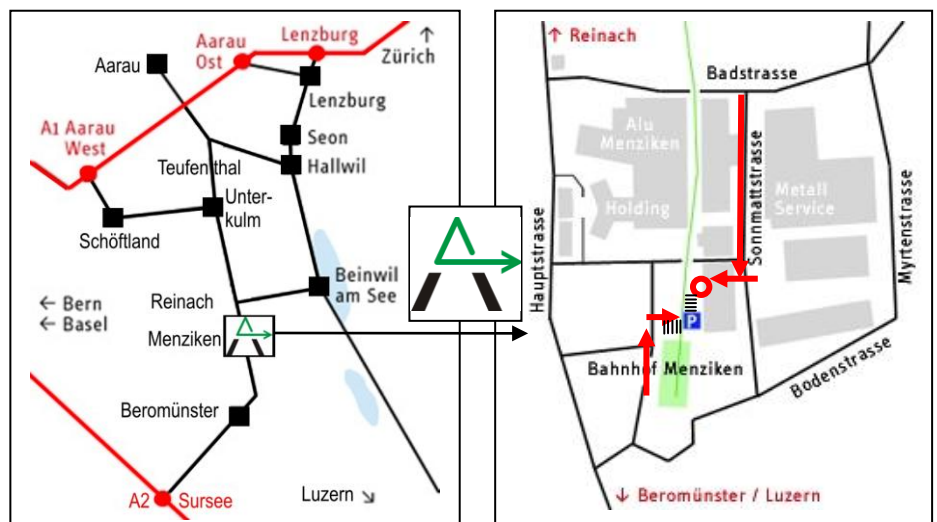 Aarau
Ost
Lenzburg
↑
Zürich
Aarau
Lenzburg
A1 Aarau
West
Seon
Teufenthal
Hallwil
Unter-
kulm
Schöftland
Beinwil
am See
← Bern
← Basel
Reinach
Menziken
Beromünster
A2 Sursee
Luzern ↘
↑ Reinach
Badstrasse
Alu
Menziken
Holding
Metall
Service
Sonnmattstrasse
Myrtenstrasse
Hauptstrasse
P
Bahnhof Menziken
Bodenstrasse
↓ Beromünster / Luzern